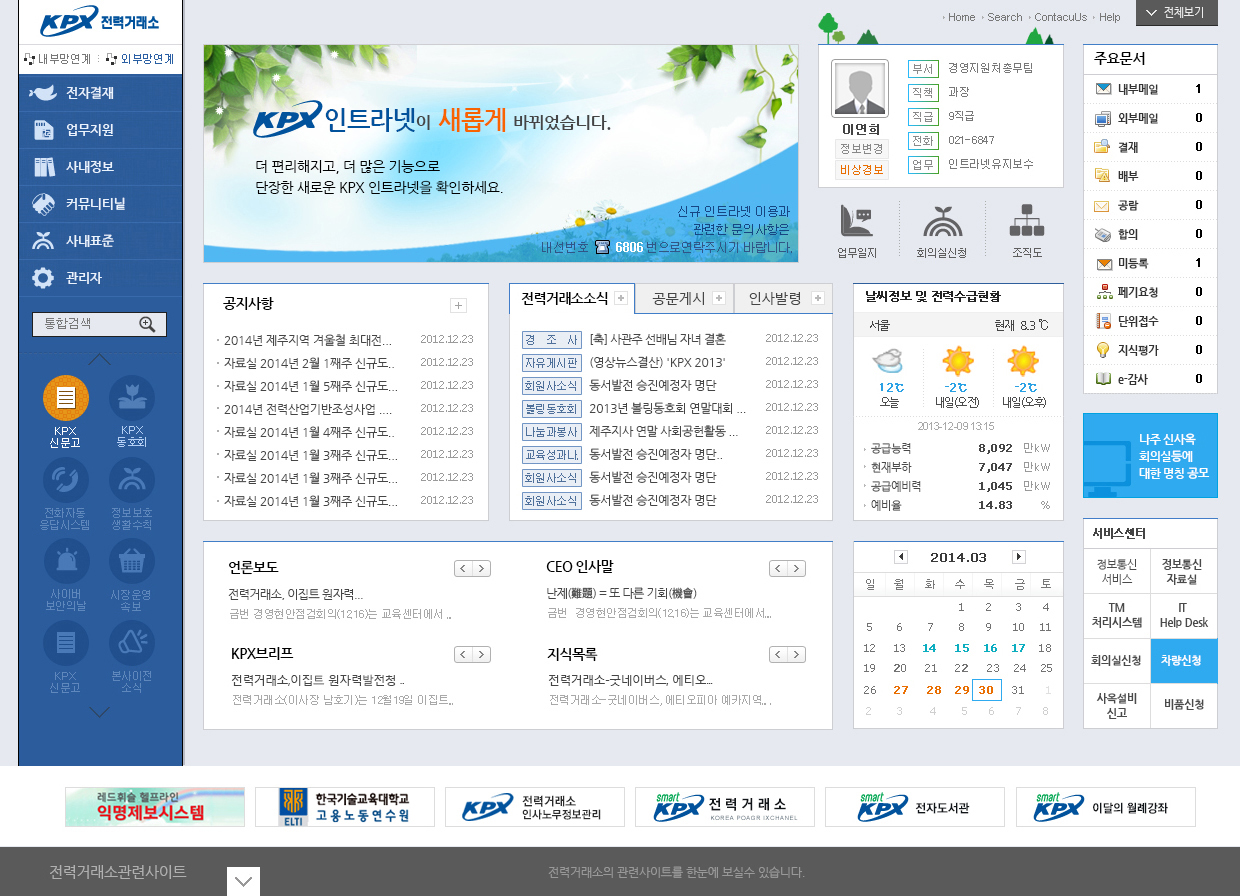 KPX 전력거래소
Home · Search · ContacuUs · Help
전체보기
내부망연계 외부망연계
전자결재
업무지원
사내정보
커뮤니티닐
사내표준
관리자
통합검색
KPX
신문고
KPX
동호회
전화자동
응답시스템
정보보호
생활수칙
사이버
보안의날
시장운영
속보
KPX
신문고
본사이전
소식
KPX 인트라넷이 새롭게 바뀌었습니다.
더 편리해지고, 더 많은 기능으로
단장한 새로운 KPX 인트라넷을 확인하세요.
신규 인트라넷 이용과
관련한 문의사항은
내선번호 6806 번으로연락주시기 바랍니다.
이연희
정보변경
비상경보
부서 경영지원처총무팀
직책 과장
직급 9직급
전화 021-6847
업무 인트라넷유지보수
업무일지
회의실신청
조직도
주요문서
내부메일 1
외부메일 0
결재 0
배부 0
공람 0
합의 0
미등록 1
폐기요청 0
단위접수 0
지식평가 0
e-감사 0
공지사항
· 2014년 제주지역 겨울철 최대전... 2012.12.23
· 자료실 2014년 2월 1째주 신규도.. 2012.12.23
· 자료실 2014년 1월 5째주 신규도... 2012.12.23
· 2014년 전력산업기반조성사업 .... 2012.12.23
· 자료실 2014년 1월 4째주 신규도.. 2012.12.23
· 자료실 2014년 1월 3째주 신규도... 2012.12.23
· 자료실 2014년 1월 3째주 신규도... 2012.12.23
· 자료실 2014년 1월 3째주 신규도... 2012.12.23
전력거래소소식 공문게시 인사발령
경 조 사 [축] 사관주 선배님 자녀 결혼 2012.12.23
자유게시판 (영상뉴스결산) 'KPX 2013' 2012.12.23
회원사소식 동서발전 승진예정자 명단 2012.12.23
볼링동호회 2013년 볼링동호회 연말대회 ... 2012.12.23
나눔과봉사 제주지사 연말 사회공헌활동 ... 2012.12.23
교육성과나 동서발전 승진예정자 명단.. 2012.12.23
회원사소식 동서발전 승진예정자 명단 2012.12.23
회원사소식 동서발전 승진예정자 명단 2012.12.23
날씨정보 및 전력수급현황
서울 현재 8.3℃
12℃ -2℃ -2℃
오늘 내일(오전) 내일(오후)
2013-12-09 13:15
· 공급능력 8,092 만kW
· 현재부하 7,047 만kW
· 공급예비력 1,045 만kW
· 예비율 14.83 %
나주 신사옥
회의실등에
대한 명칭 공모
언론보도
전력거래소, 이집트 원자력...
금번 경영현안점검회의(12.16)는 교육센터에서 ..
CEO 인사말
난제(難題) = 또 다른 기회(機會)
금번 경영현안점검회의(12.16)는 교육센터에서...
KPX브리프
전력거래소,이집트 원자력발전청 ..
전력거래소(이사장 남호기)는 12월19일 이집트..
지식목록
전력거래소-굿네이버스, 에티오...
전력거래소-굿네이버스, 에티오피아 예카지역.. .
2014.03
일 월 화 수 목 금 토
1 2 3 4
5 6 7 8 9 10 11
12 13 14 15 16 17 18
19 20 21 22 23 24 25
26 27 28 29 30 31 1
2 3 4 5 6 7 8
서비스센터
정보통신
서비스
정보통신
자료실
TM
처리시스템
IT
Help Desk
회의실신청
차량신청
사옥설비
신고
비품신청
레드휘슬 헬프라인
익명제보시스템
ELTI
한국기술교육대학교
고용노동연수원
KPX
전력거래소
인사노무정보관리
smart KPX
전력거래소
KOREA POAGR IXCHANEL
smart KPX
전자도서관
smart KPX
이달의 월례강좌
전력거래소관련사이트
전력거래소의 관련사이트를 한눈에 보실수 있습니다.